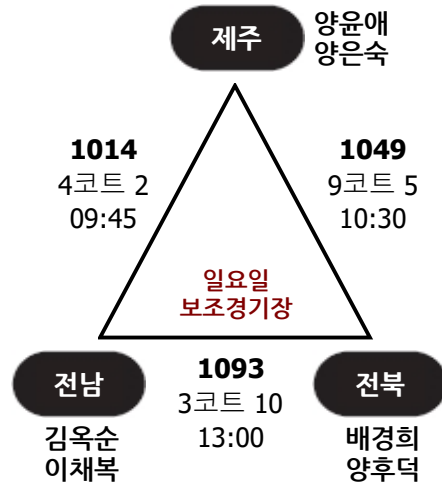 제주
양윤애
양은숙
1014
4코트 2
09:45
1049
9코트 5
10:30
일요일
보조경기장
전남
김옥순
이채복
1093
3코트 10
13:00
전북
배경희
양후덕